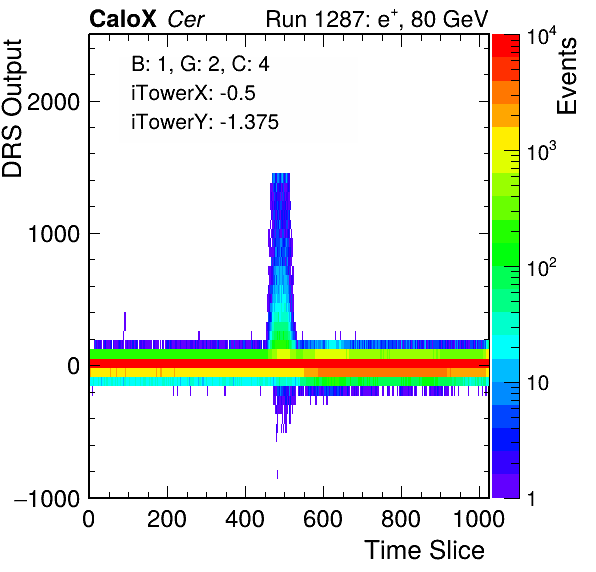 CaloX Cer Run 1287: e⁺, 80 GeV
B: 1, G: 2, C: 4
iTowerX: -0.5
iTowerY: -1.375
DRS Output
2000
1000
0
−1000
0 200 400 600 800 1000
Time Slice
Events
10⁴
10³
10²
10
1